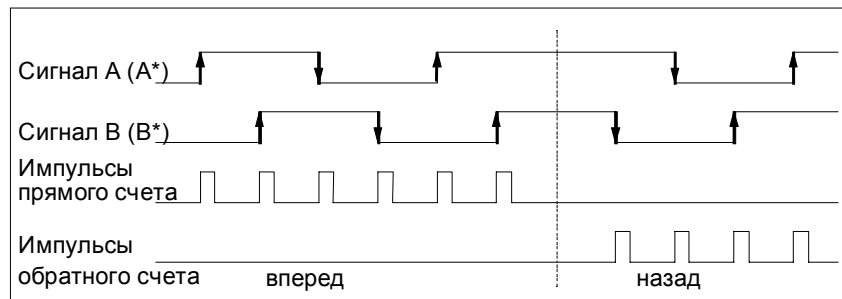 Сигнал A (A*)
Сигнал B (B*)
Импульсы
прямого счета
Импульсы
обратного счета
вперед
назад